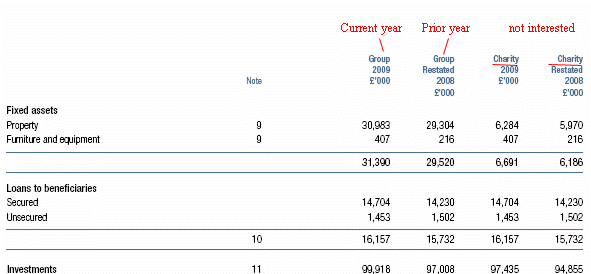 Current year Prior year not interested
Group Group Charity Charity
2009 Restated 2009 Restated
Note £'000 2008 £'000 2008
£'000 £'000
Fixed assets
Property 9 30,983 29,304 6,284 5,970
Furniture and equipment 9 407 216 407 216
31,390 29,520 6,691 6,186
Loans to beneficiaries
Secured 14,704 14,230 14,704 14,230
Unsecured 1,453 1,502 1,453 1,502
10 16,157 15,732 16,157 15,732
Investments 11 99,918 97,008 97,435 94,855